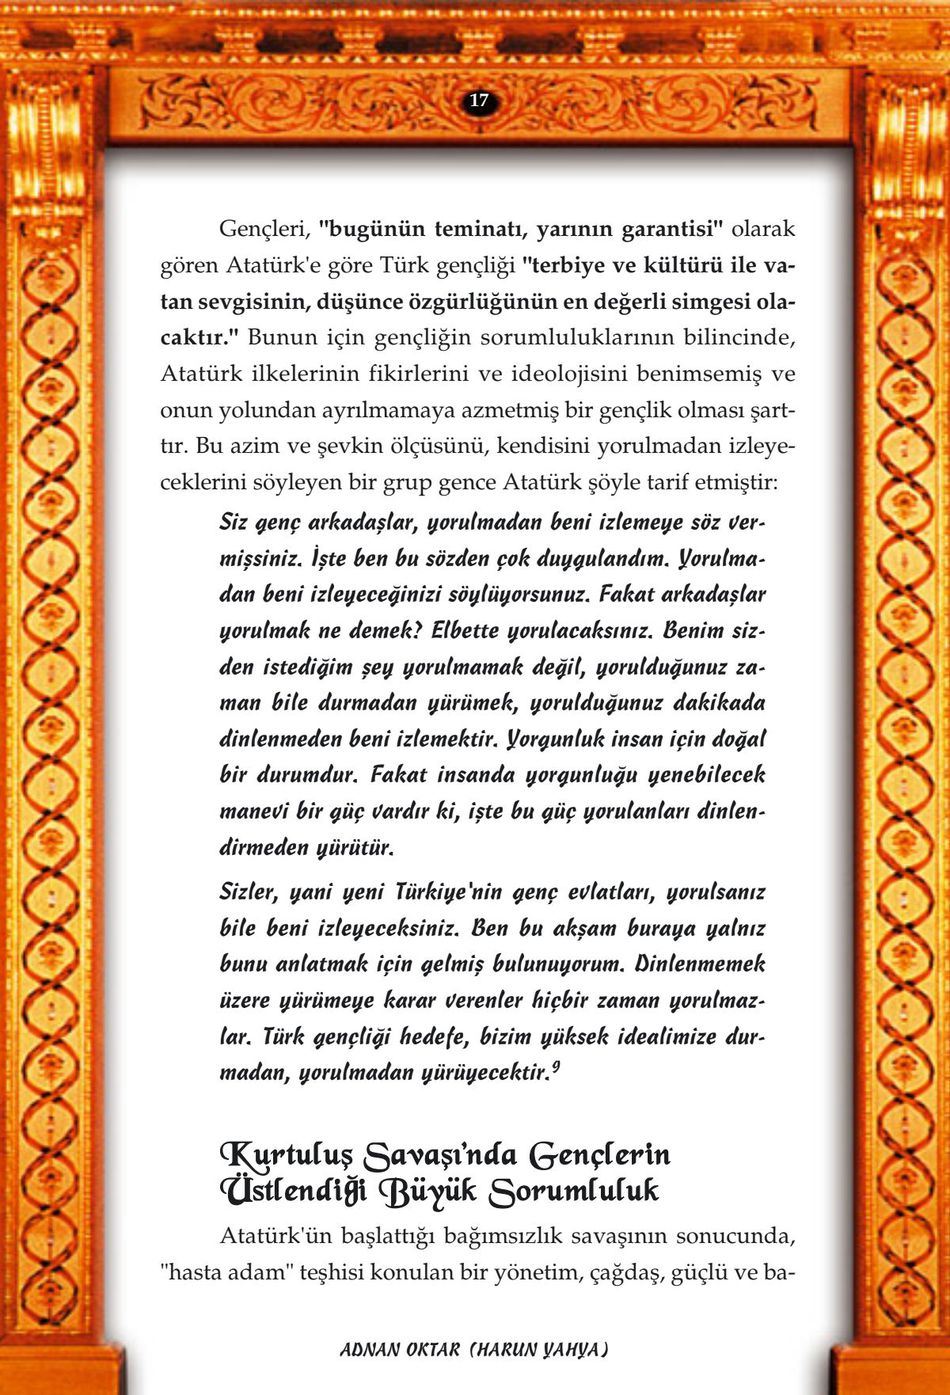 17
Gençleri, "bugünün teminatı, yarının garantisi" olarak
gören Atatürk'e göre Türk gençliği "terbiye ve kültürü ile va-
tan sevgisinin, düşünce özgürlüğünün en değerli simgesi ola-
caktır." Bunun için gençliğin sorumluluklarının bilincinde,
Atatürk ilkelerinin fikirlerini ve ideolojisini benimsemiş ve
onun yolundan ayrılmamaya azmetmiş bir gençlik olması şart-
tır. Bu azim ve şevkin ölçüsünü, kendisini yorulmadan izleye-
ceklerini söyleyen bir grup gence Atatürk şöyle tarif etmiştir:
Siz genç arkadaşlar, yorulmadan beni izlemeye söz ver-
mişsiniz. İşte ben bu sözden çok duygulandım. Yorulma-
dan beni izleyeceğinizi söylüyorsunuz. Fakat arkadaşlar
yorulmak ne demek? Elbette yorulacaksınız. Benim siz-
den istediğim şey yorulmamak değil, yorulduğunuz za-
man bile durmadan yürümek, yorulduğunuz dakikada
dinlenmeden beni izlemektir. Yorgunluk insan için doğal
bir durumdur. Fakat insanda yorgunluğu yenebilecek
manevi bir güç vardır ki, işte bu güç yorulanları dinlen-
dirmeden yürütür.
Sizler, yani yeni Türkiye'nin genç evlatları, yorulsanız
bile beni izleyeceksiniz. Ben bu akşam buraya yalnız
bunu anlatmak için gelmiş bulunuyorum. Dinlenmemek
üzere yürümeye karar verenler hiçbir zaman yorulmaz-
lar. Türk gençliği hedefe, bizim yüksek idealimize dur-
madan, yorulmadan yürüyecektir.⁹
Kurtuluş Savaşı'nda Gençlerin
Üstlendiği Büyük Sorumluluk
Atatürk'ün başlattığı bağımsızlık savaşının sonucunda,
"hasta adam" teşhisi konulan bir yönetim, çağdaş, güçlü ve ba-
ADNAN OKTAR (HARUN YAHYA)